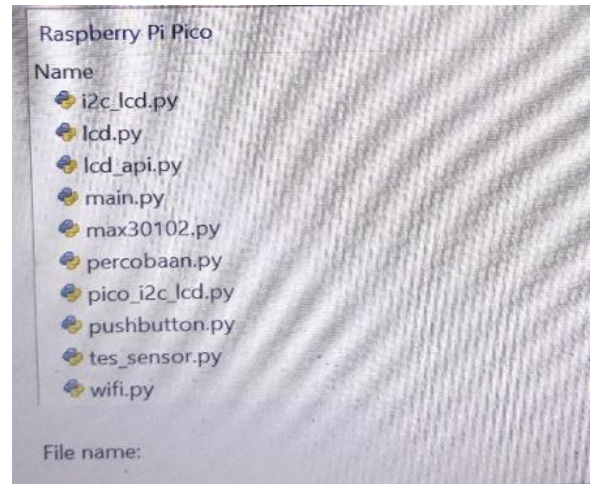 Raspberry Pi Pico
Name
i2c_lcd.py
lcd.py
lcd_api.py
main.py
max30102.py
percobaan.py
pico_i2c_lcd.py
pushbutton.py
tes_sensor.py
wifi.py
File name: